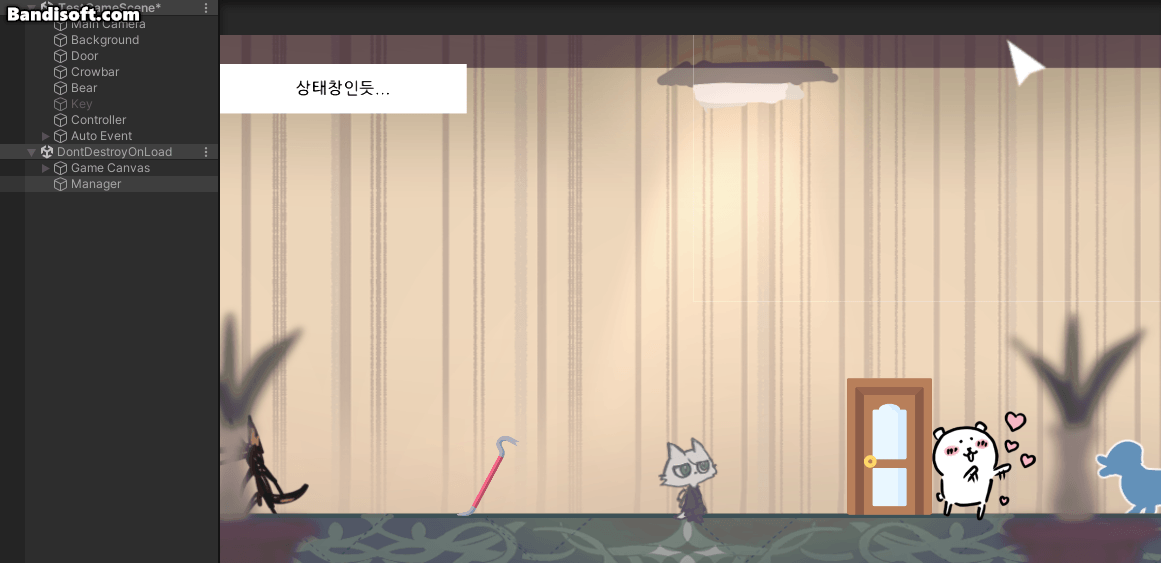 TestGameScene*
Bandisoft.com
Main Camera
Background
Door
Crowbar
Bear
Key
Controller
Auto Event
DontDestroyOnLoad
Game Canvas
Manager
상태창인듯...